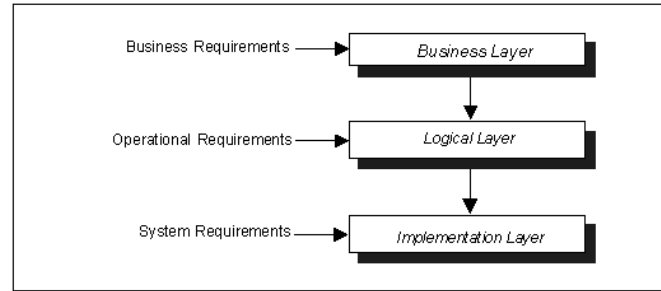 Business Requirements
Business Layer
Operational Requirements
Logical Layer
System Requirements
Implementation Layer